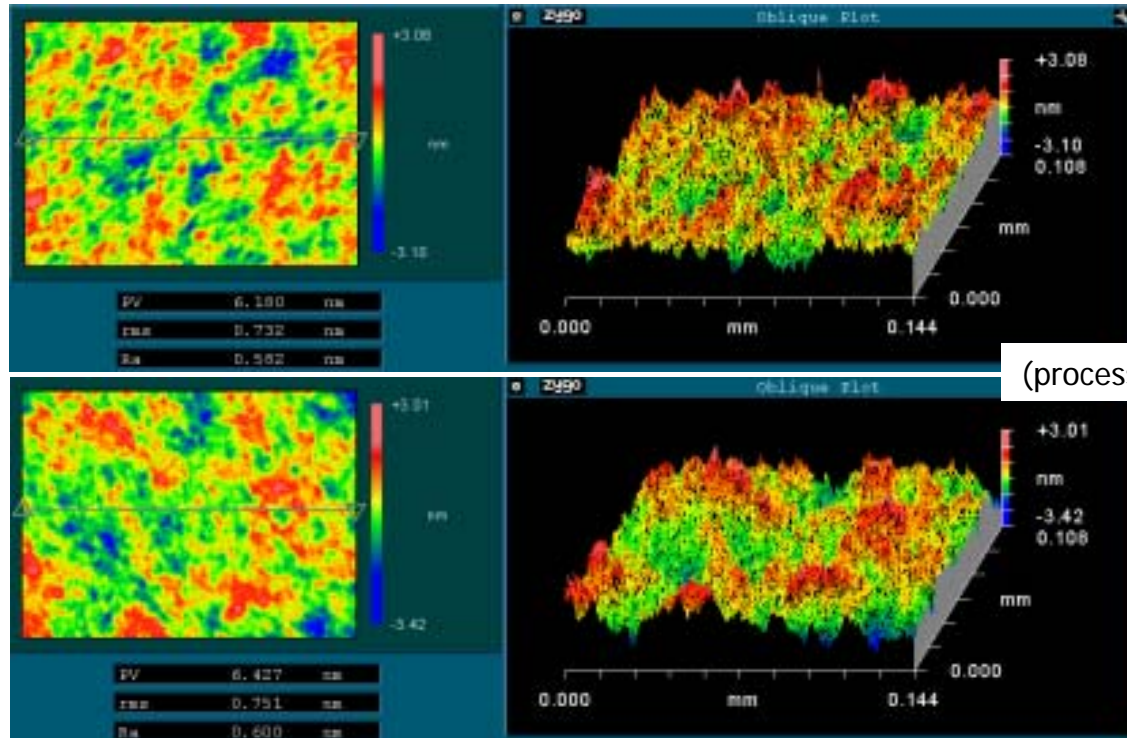 zygo Oblique Plot
+3.08
nm
-3.10
PV 6.180 nm
rms 0.732 nm
Ra 0.582 nm
+3.08
nm
-3.10
0.108
mm
0.000
0.000 mm 0.144
(proces
zygo Oblique Plot
+3.01
nm
-3.42
PV 6.427 nm
rms 0.751 nm
Ra 0.600 nm
+3.01
nm
-3.42
0.108
mm
0.000
0.000 mm 0.144